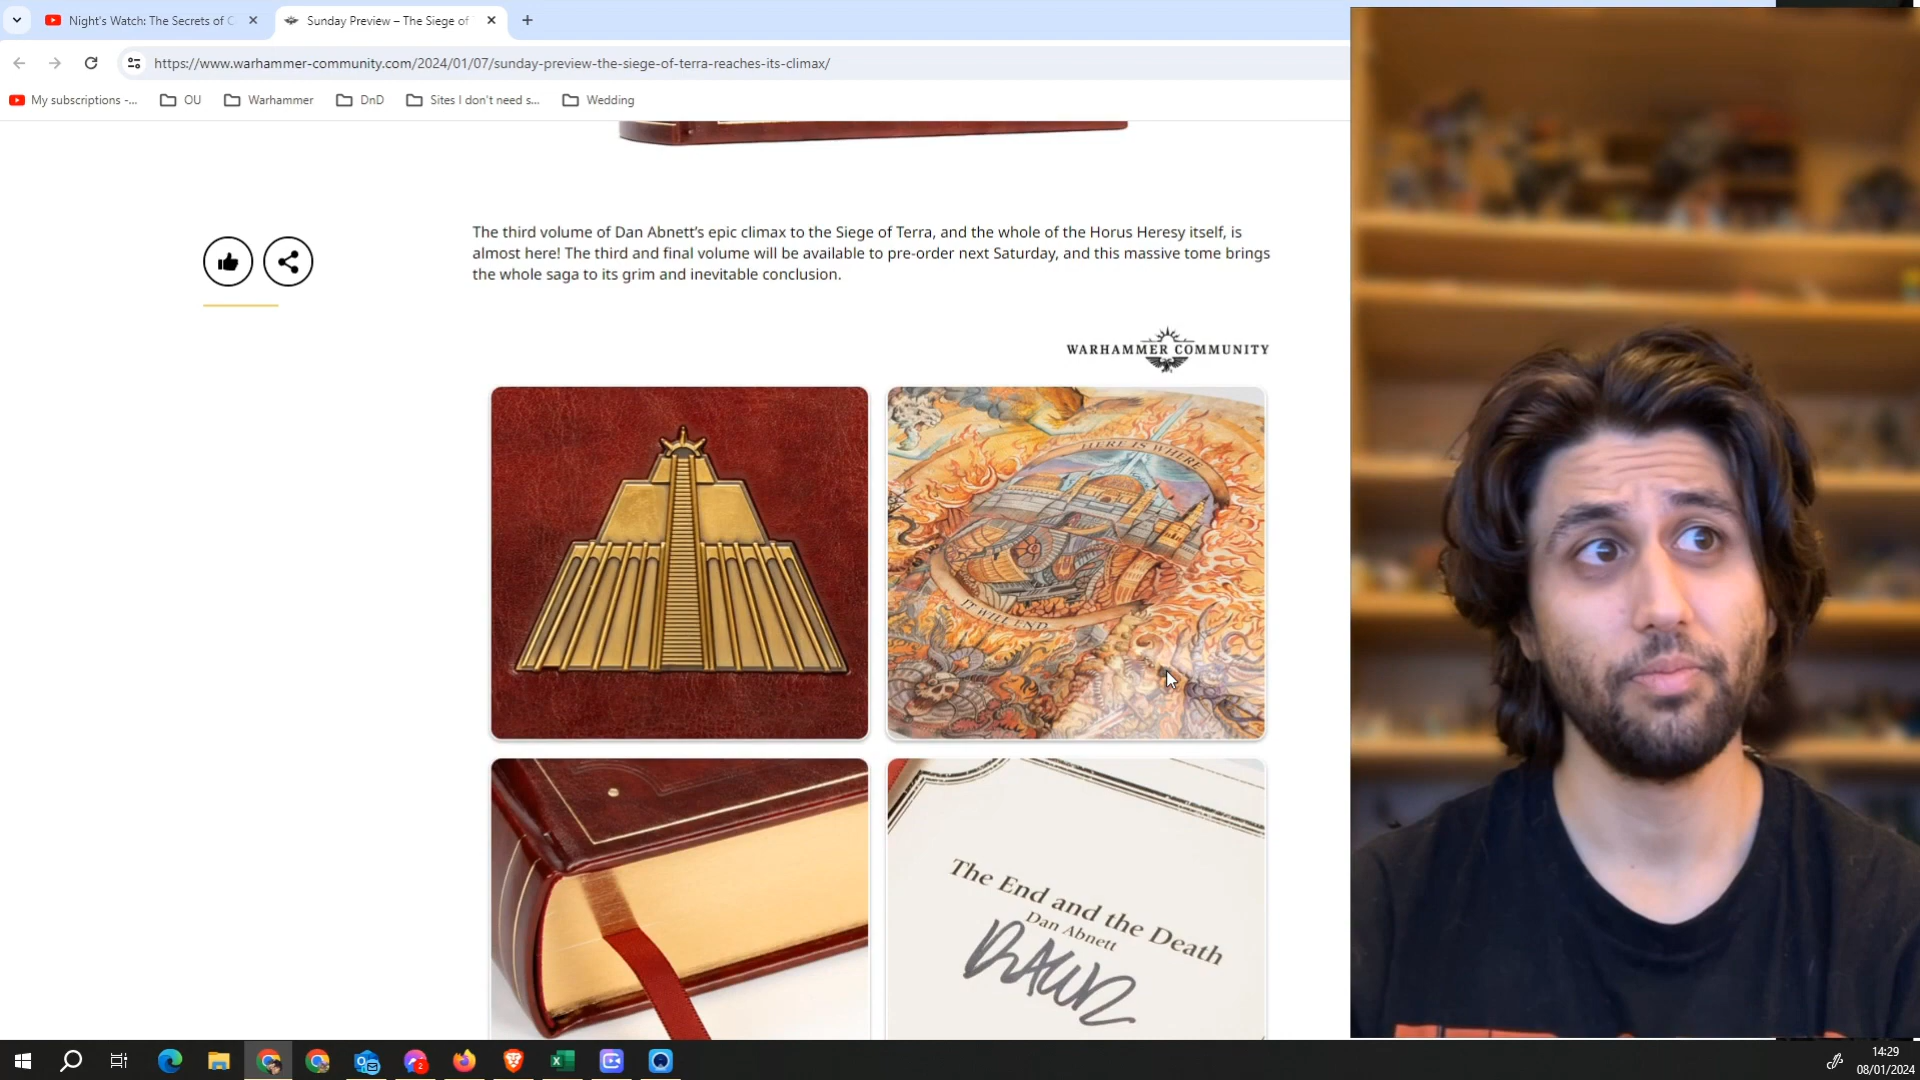 Night's Watch: The Secrets of C
Sunday Preview – The Siege of
https://www.warhammer-community.com/2024/01/07/sunday-preview-the-siege-of-terra-reaches-its-climax/
My subscriptions -...
OU
Warhammer
DnD
Sites I don't need s...
Wedding
The third volume of Dan Abnett's epic climax to the Siege of Terra, and the whole of the Horus Heresy itself, is
almost here! The third and final volume will be available to pre-order next Saturday, and this massive tome brings
the whole saga to its grim and inevitable conclusion.
WARHAMMER COMMUNITY
HERE IS WHERE
IT WILL END
The End and the Death
Dan Abnett
2
14:29
08/01/2024